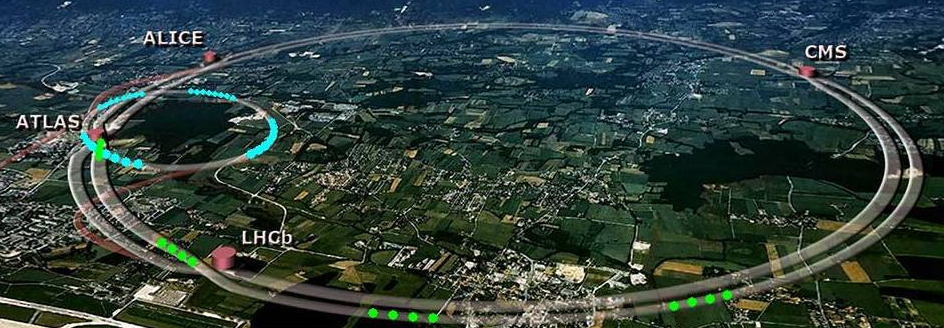 ALICE
CMS
ATLAS
LHCb